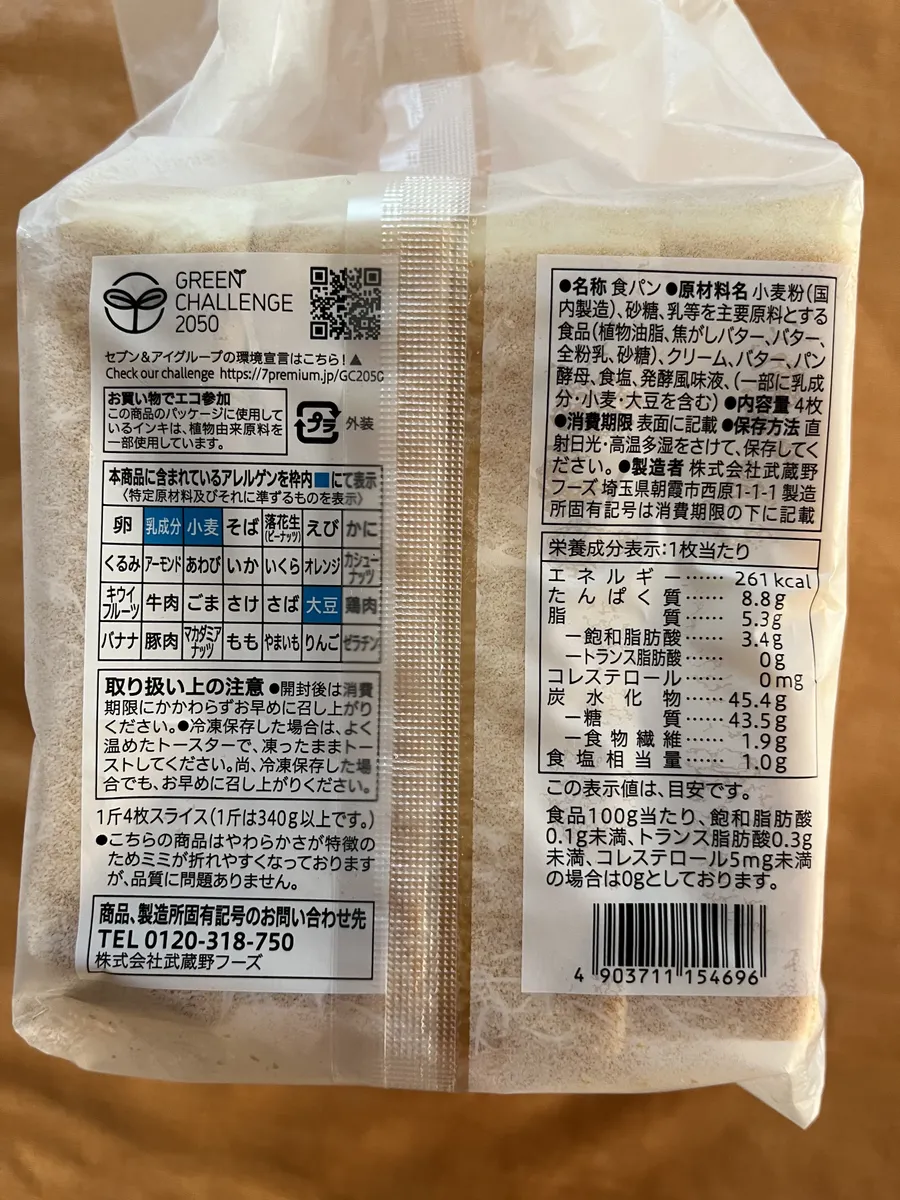 GREEN
CHALLENGE
2050
セブン&アイグループの環境宣言はこちら!▲
Check our challenge https://7premium.jp/GC2050
お買い物でエコ参加
この商品のパッケージに使用して
いるインキは、植物由来原料を
一部使用しています。
プラ
外装
本商品に含まれているアレルゲンを枠内■にて表示
〈特定原材料及びそれに準ずるものを表示〉
卵 乳成分 小麦 そば 落花生(ピーナッツ) えび かに
くるみ アーモンド あわび いか いくら オレンジ カシューナッツ
キウイフルーツ 牛肉 ごま さけ さば 大豆 鶏肉
バナナ 豚肉 マカダミアナッツ もも やまいも りんご ゼラチン
取り扱い上の注意 ●開封後は消費
期限にかかわらずお早めに召し上がり
ください。●冷凍保存した場合は、よく
温めたトースターで、凍ったままトー
ストしてください。尚、冷凍保存した場
合でも、お早めに召し上がりください。
1斤4枚スライス(1斤は340g以上です。)
●こちらの商品はやわらかさが特徴の
ためミミが折れやすくなっております
が、品質に問題ありません。
商品、製造所固有記号のお問い合わせ先
TEL 0120-318-750
株式会社武蔵野フーズ
●名称 食パン ●原材料名 小麦粉(国
内製造)、砂糖、乳等を主要原料とする
食品(植物油脂、焦がしバター、バター、
全粉乳、砂糖)、クリーム、バター、パン
酵母、食塩、発酵風味液、(一部に乳成
分・小麦・大豆を含む) ●内容量 4枚
●消費期限 表面に記載 ●保存方法 直
射日光・高温多湿をさけて、保存してく
ださい。●製造者 株式会社武蔵野
フーズ 埼玉県朝霞市西原1-1-1 製造
所固有記号は消費期限の下に記載
栄養成分表示:1枚当たり
エネルギー…… 261kcal
たんぱく質…… 8.8g
脂質…… 5.3g
－飽和脂肪酸…… 3.4g
－トランス脂肪酸…… 0g
コレステロール…… 0mg
炭水化物…… 45.4g
－糖質…… 43.5g
－食物繊維…… 1.9g
食塩相当量…… 1.0g
この表示値は、目安です。
食品100g当たり、飽和脂肪酸
0.1g未満、トランス脂肪酸0.3g
未満、コレステロール5mg未満
の場合は0gとしております。
4 903711 154696